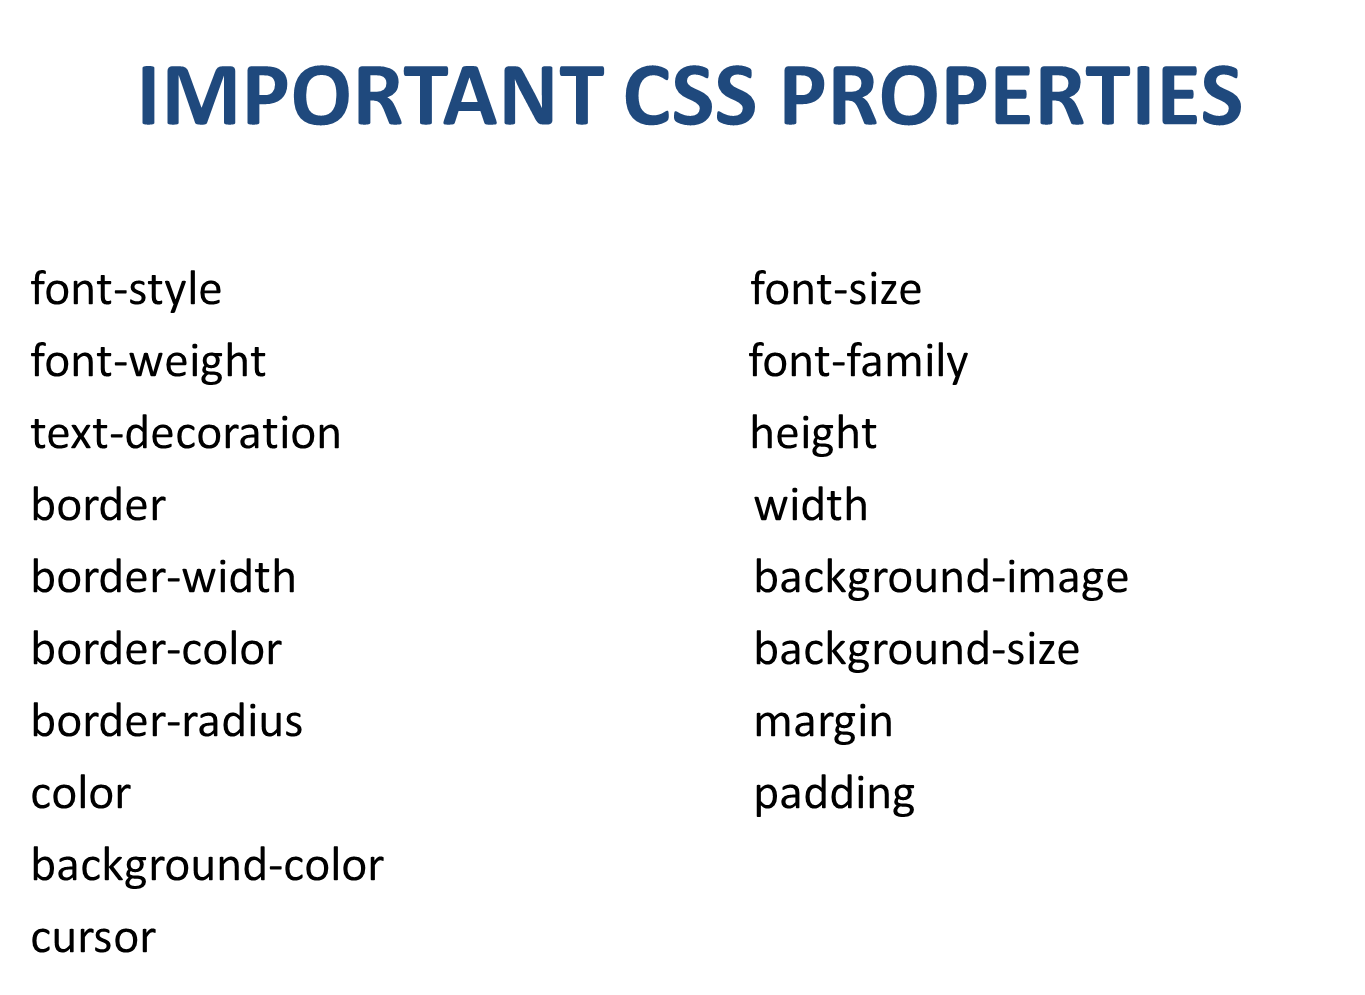 IMPORTANT CSS PROPERTIES
font-style
font-weight
text-decoration
border
border-width
border-color
border-radius
color
background-color
cursor
font-size
font-family
height
width
background-image
background-size
margin
padding